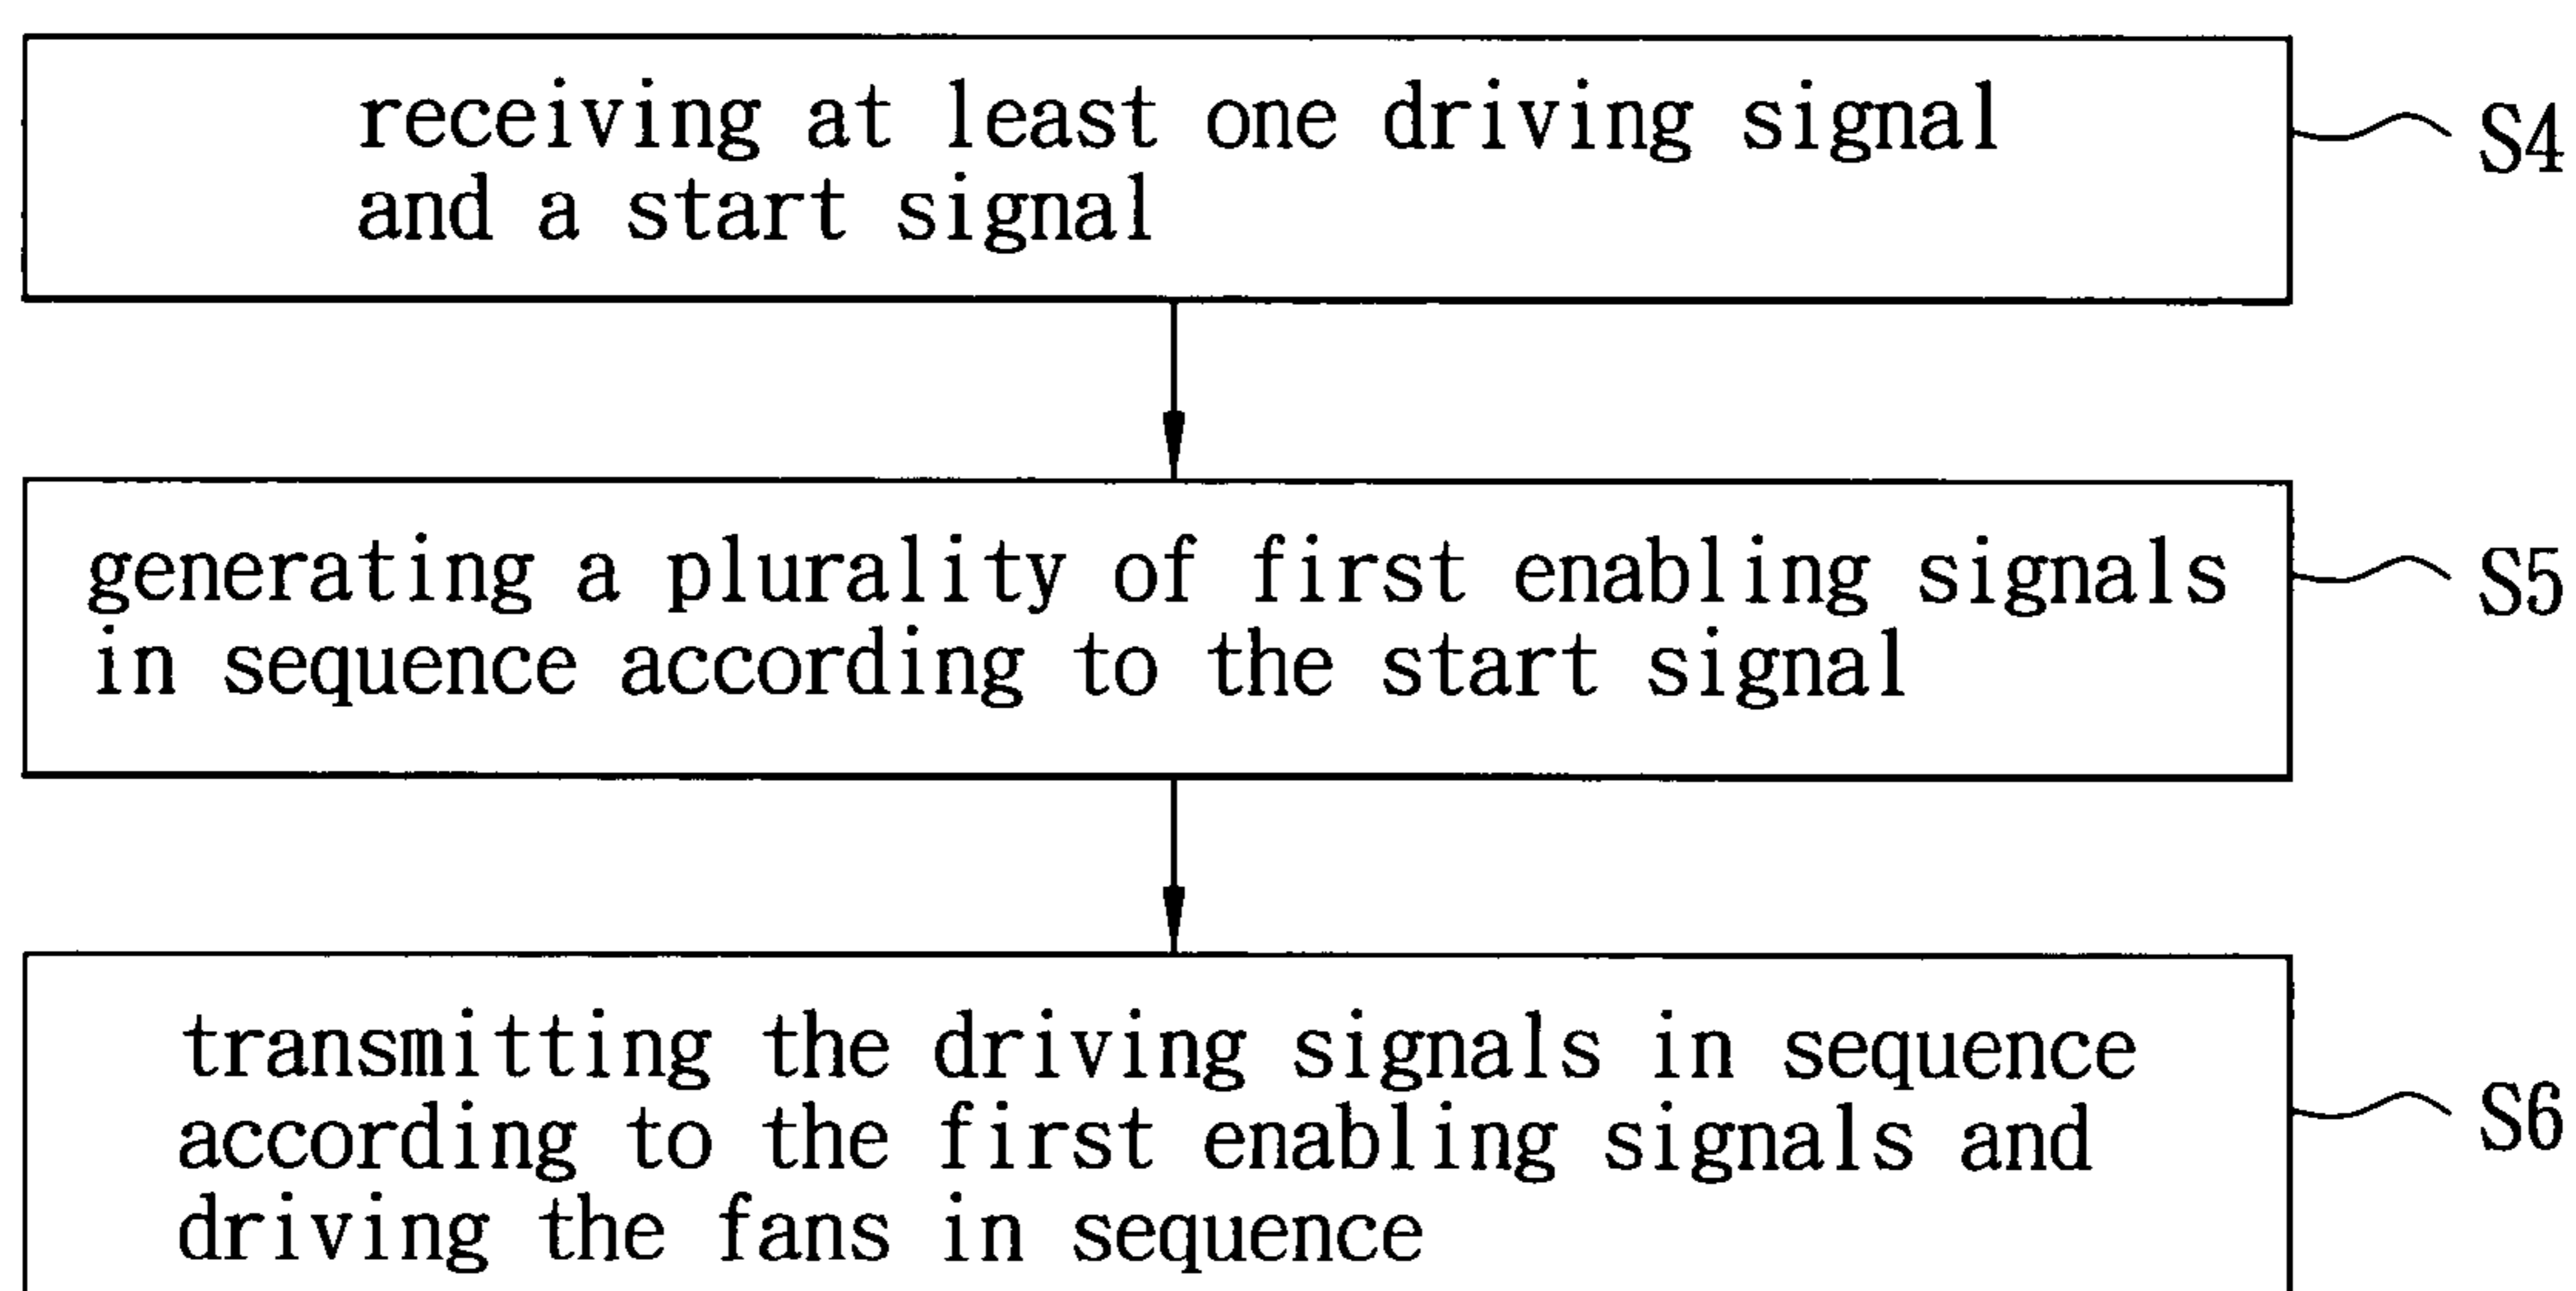 receiving at least one driving signal
and a start signal
S4
generating a plurality of first enabling signals
in sequence according to the start signal
S5
transmitting the driving signals in sequence
according to the first enabling signals and
driving the fans in sequence
S6